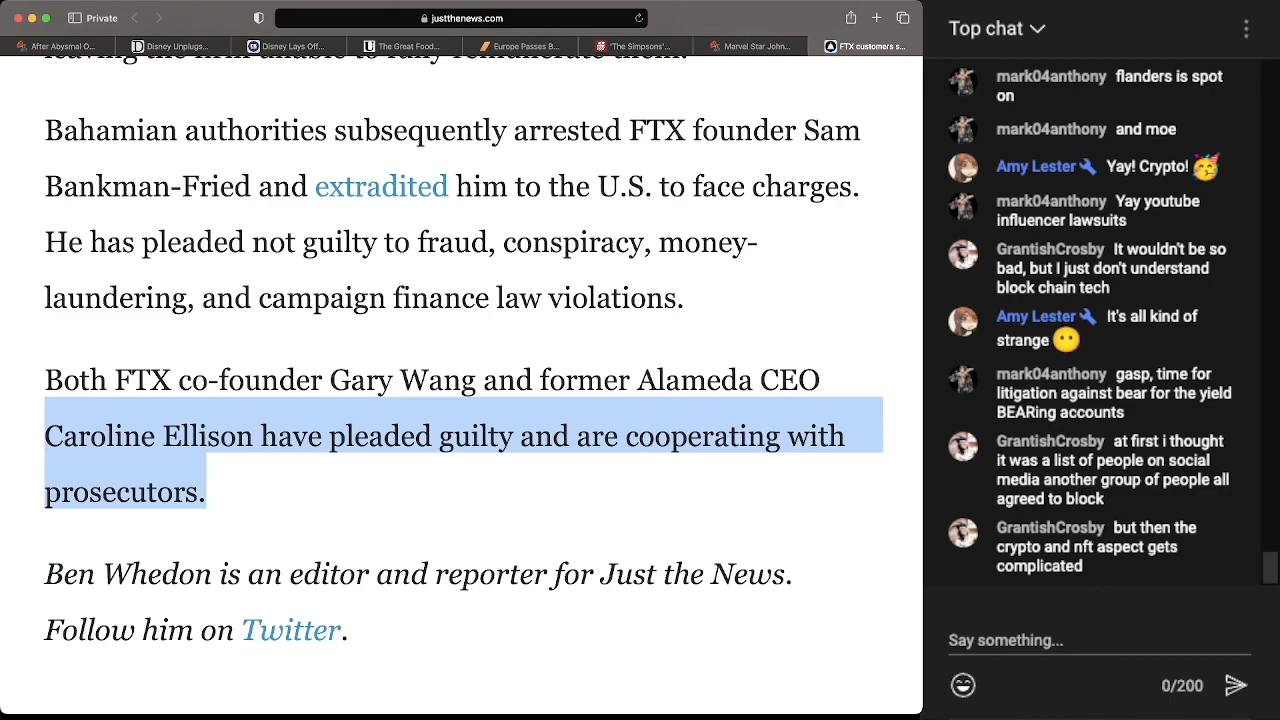 Private
justthenews.com
After Abysmal O...
Disney Unplugs...
Disney Lays Off...
The Great Food...
Europe Passes B...
'The Simpsons'...
Marvel Star John...
FTX customers s...
leaving the firm unable to fully remunerate them.
Bahamian authorities subsequently arrested FTX founder Sam
Bankman-Fried and extradited him to the U.S. to face charges.
He has pleaded not guilty to fraud, conspiracy, money-
laundering, and campaign finance law violations.
Both FTX co-founder Gary Wang and former Alameda CEO
Caroline Ellison have pleaded guilty and are cooperating with
prosecutors.
Ben Whedon is an editor and reporter for Just the News.
Follow him on Twitter.
Top chat
mark04anthony flanders is spot
on
mark04anthony and moe
Amy Lester Yay! Crypto! 🥳
mark04anthony Yay youtube
influencer lawsuits
GrantishCrosby It wouldn't be so
bad, but I just don't understand
block chain tech
Amy Lester It's all kind of
strange 😶
mark04anthony gasp, time for
litigation against bear for the yield
BEARing accounts
GrantishCrosby at first i thought
it was a list of people on social
media another group of people all
agreed to block
GrantishCrosby but then the
crypto and nft aspect gets
complicated
Say something...
0/200